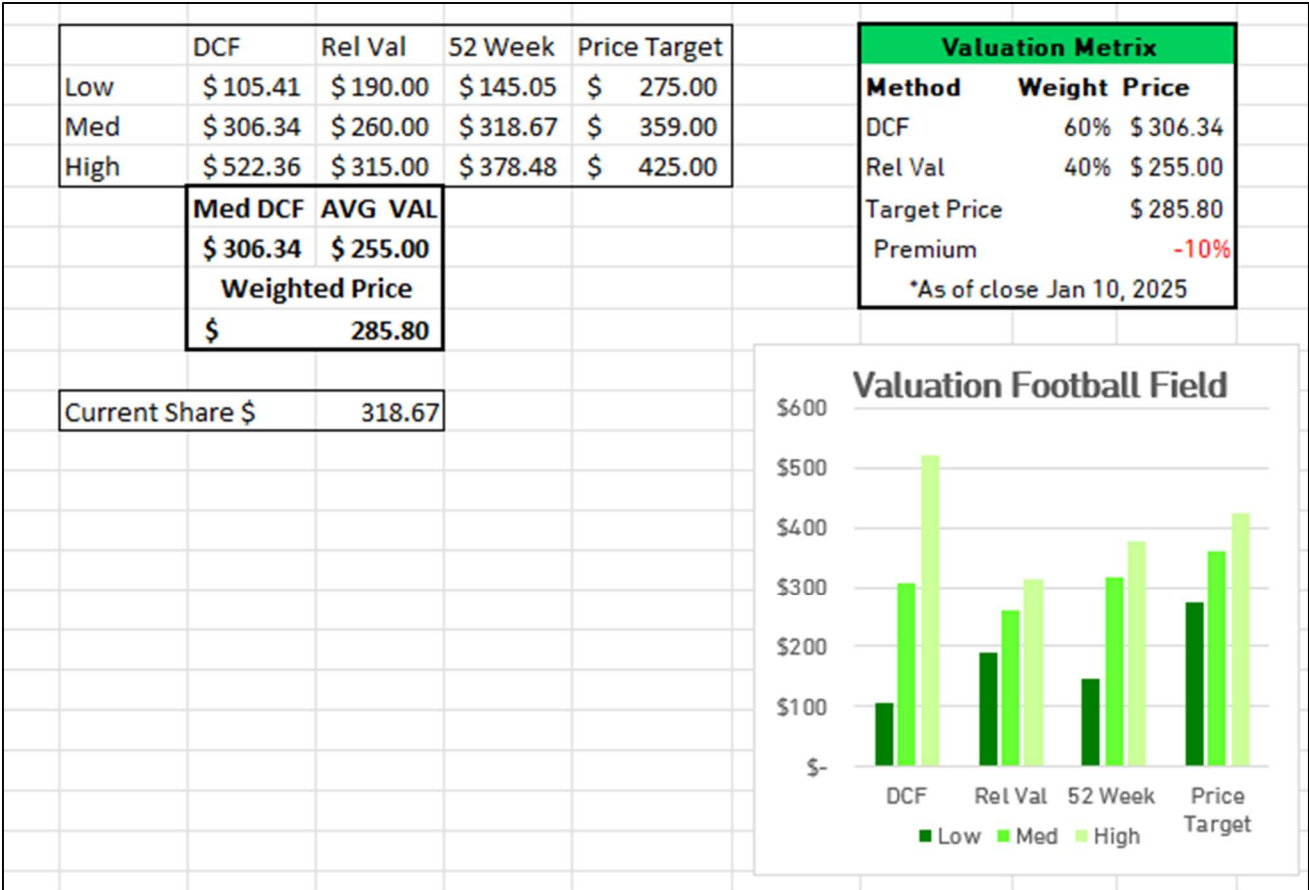 DCF Rel Val 52 Week Price Target
Low $ 105.41 $ 190.00 $ 145.05 $ 275.00
Med $ 306.34 $ 260.00 $ 318.67 $ 359.00
High $ 522.36 $ 315.00 $ 378.48 $ 425.00
Med DCF AVG VAL
$ 306.34 $ 255.00
Weighted Price
$ 285.80
Current Share $ 318.67
Valuation Metrix
Method Weight Price
DCF 60% $ 306.34
Rel Val 40% $ 255.00
Target Price $ 285.80
Premium -10%
*As of close Jan 10, 2025
Valuation Football Field
$600
$500
$400
$300
$200
$100
$-
DCF Rel Val 52 Week Price Target
Low Med High